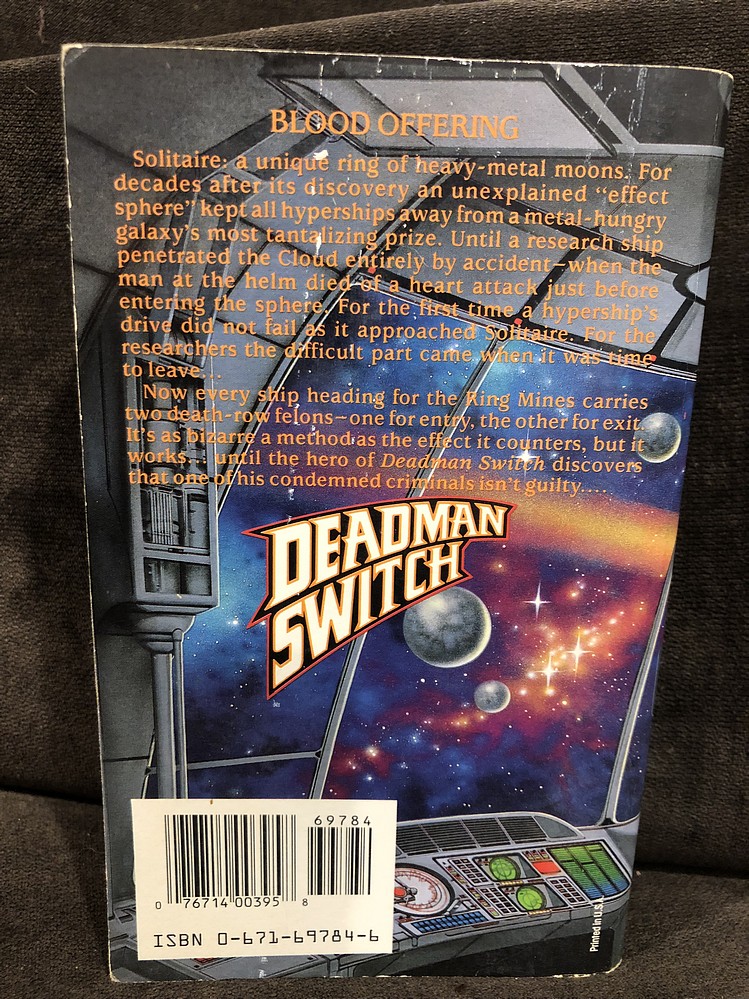 BLOOD OFFERING
Solitaire: a unique ring of heavy-metal moons. For
decades after its discovery an unexplained "effect
sphere" kept all hyperships away from a metal-hungry
galaxy's most tantalizing prize. Until a research ship
penetrated the Cloud entirely by accident—when the
man at the helm died of a heart attack just before
entering the sphere. For the first time a hypership's
drive did not fail as it approached Solitaire. For the
researchers the difficult part came when it was time
to leave...
Now every ship heading for the Ring Mines carries
two death-row felons—one for entry, the other for exit.
It's as bizarre a method as the effect it counters, but it
works... until the hero of Deadman Switch discovers
that one of his condemned criminals isn't guilty....
DEADMAN
SWITCH
69784
0 76714 00395 8
ISBN 0-671-69784-6
Printed in U.S.A.